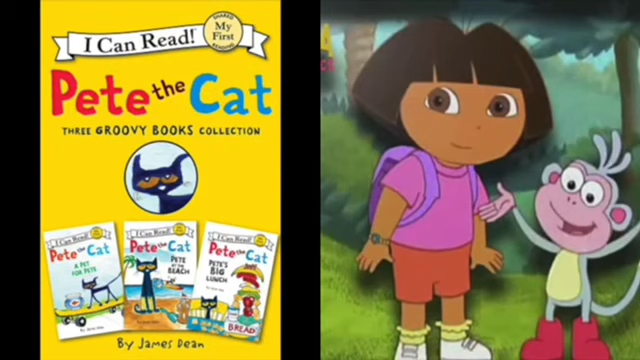 I Can Read!
SHARED My First READING
Pete the Cat
THREE GROOVY BOOKS COLLECTION
I Can Read!
Pete the Cat
A PET FOR PETE
I Can Read!
Pete the Cat
PETE AT THE BEACH
I Can Read!
Pete the Cat
PETE'S BIG LUNCH
BREAD
By James Dean